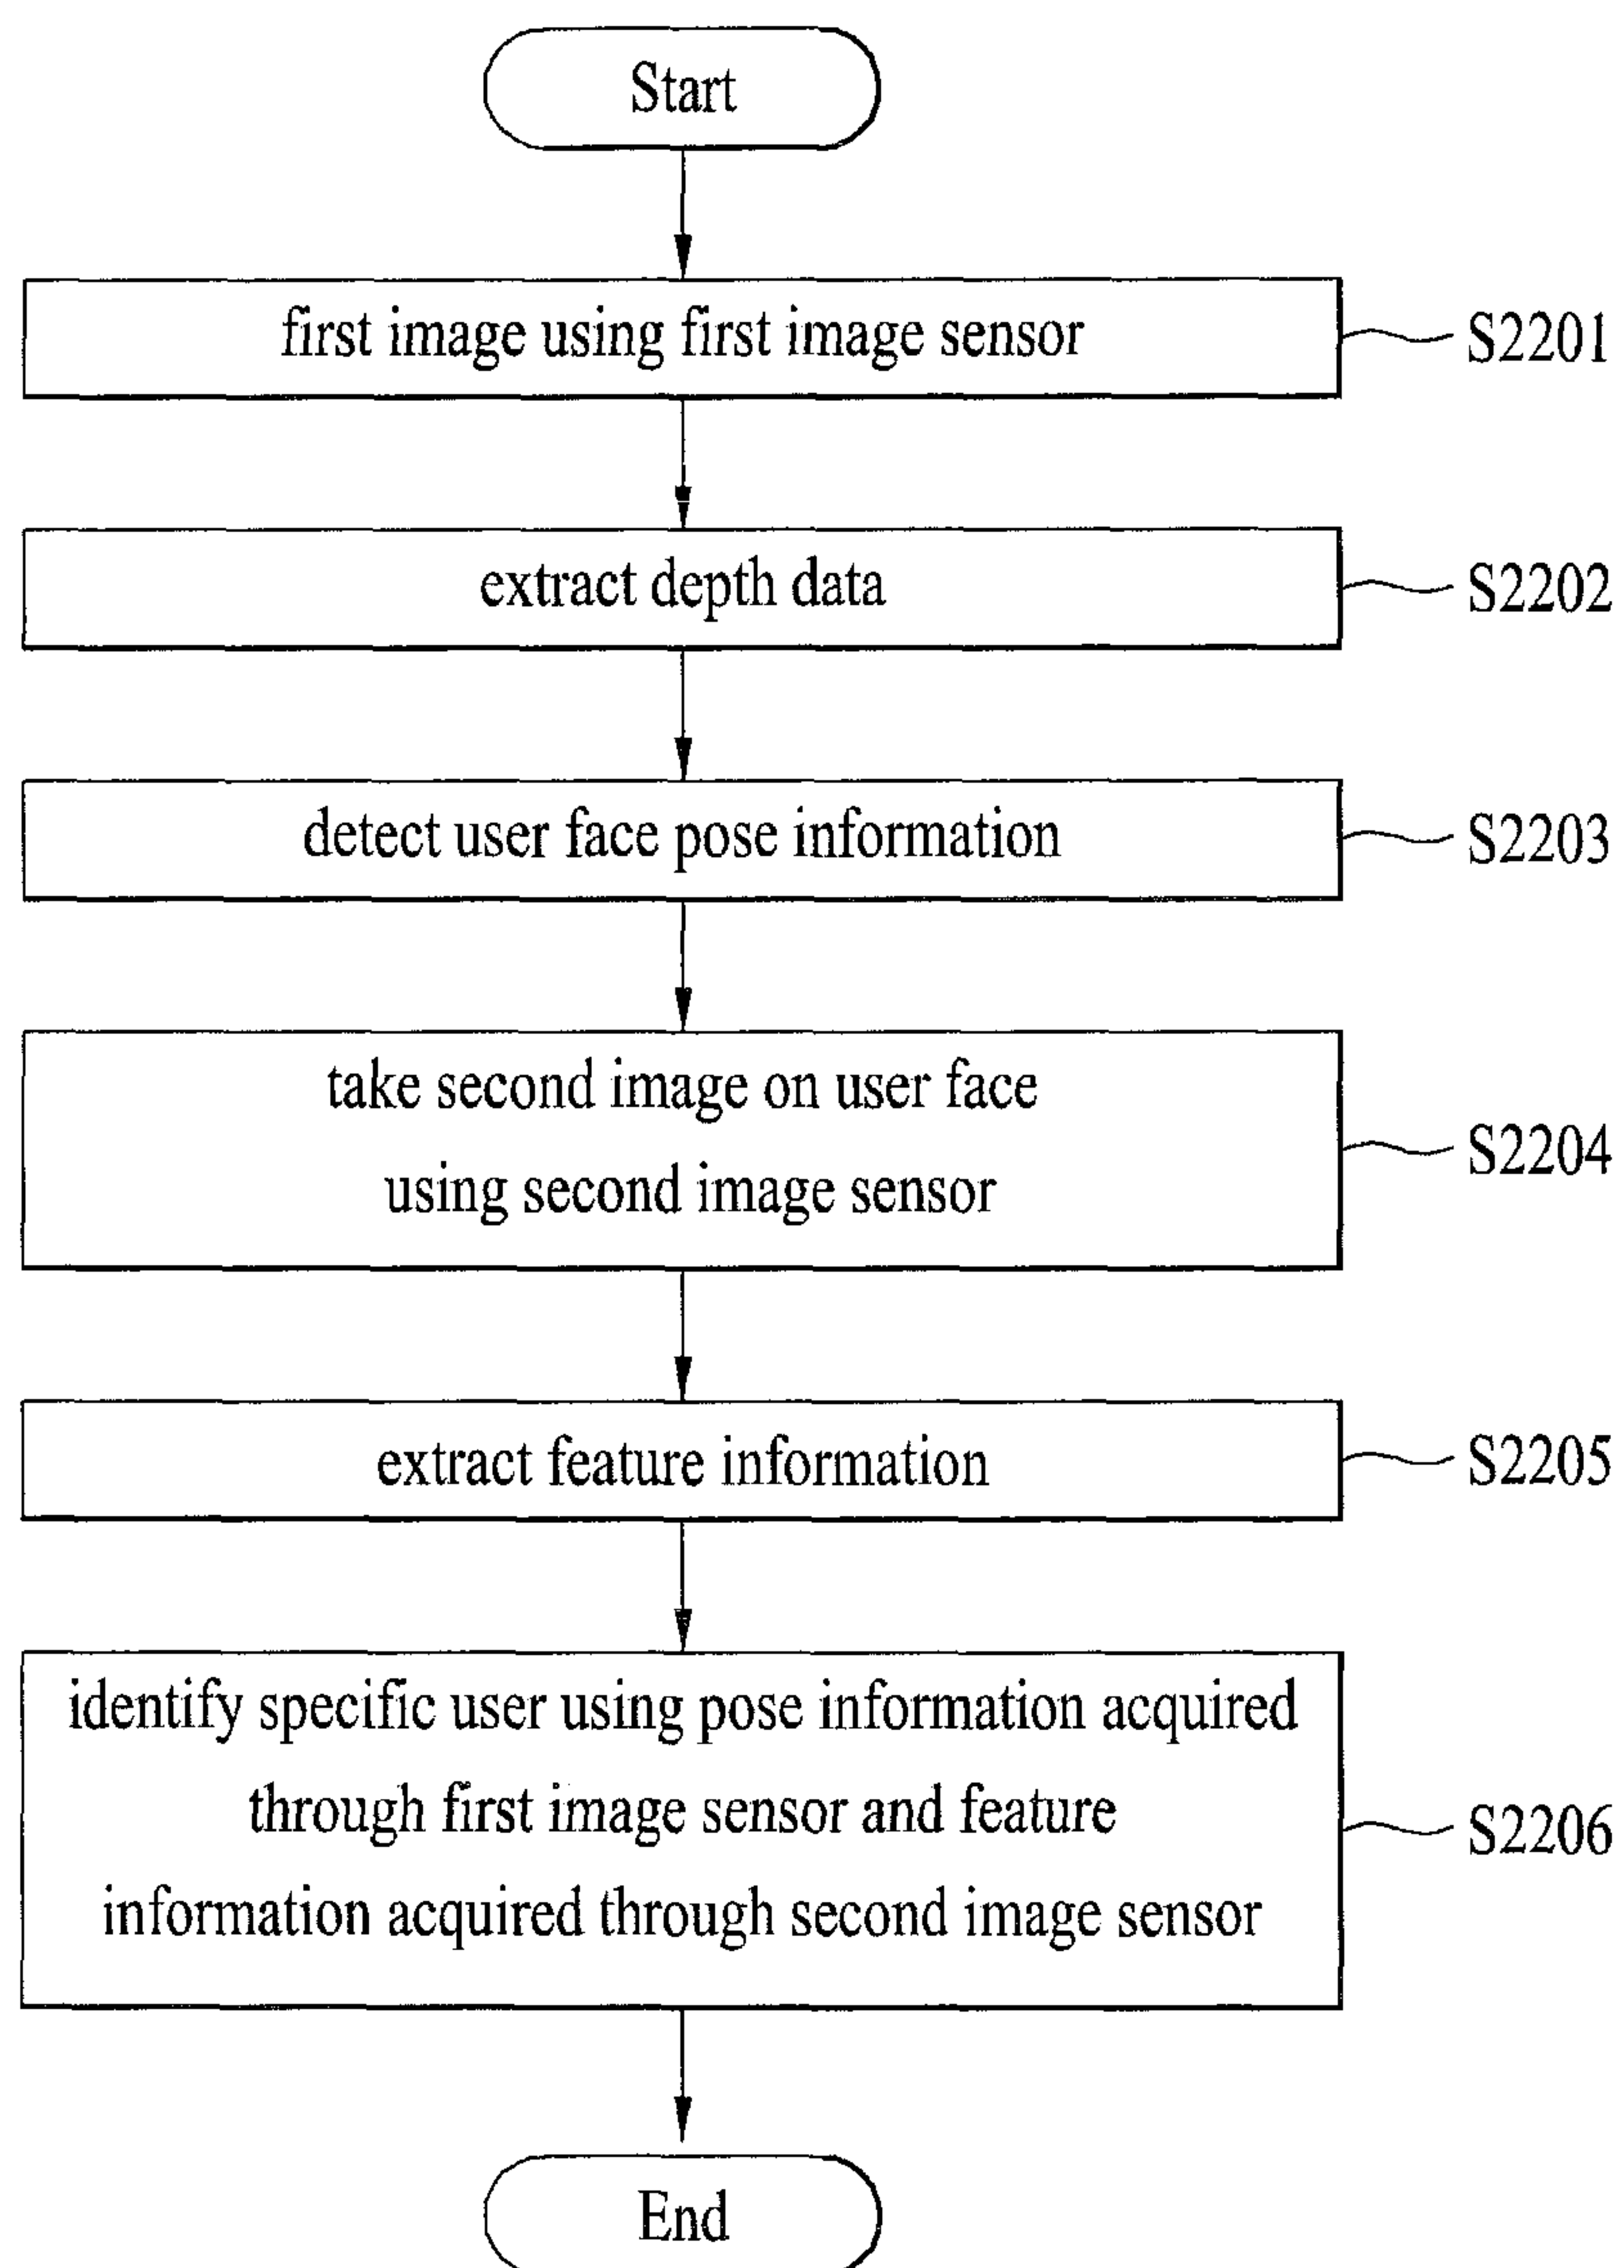 Start
first image using first image sensor
S2201
extract depth data
S2202
detect user face pose information
S2203
take second image on user face
using second image sensor
S2204
extract feature information
S2205
identify specific user using pose information acquired
through first image sensor and feature
information acquired through second image sensor
S2206
End